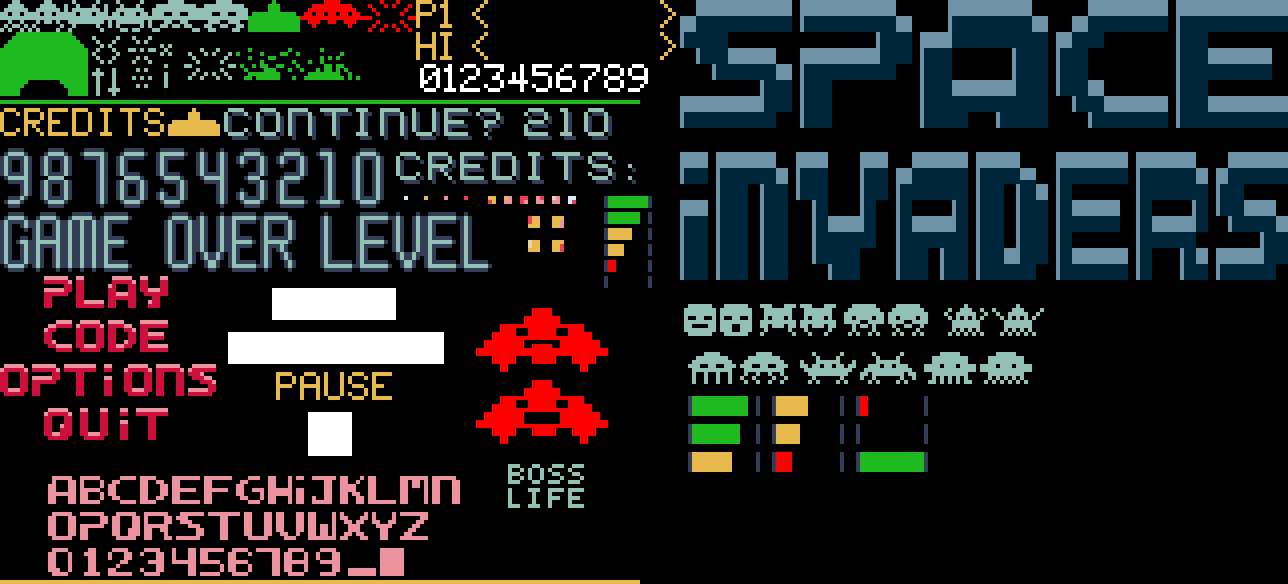 P1 < >
HI < >
0123456789
SPACE
INVADERS
CREDITS CONTINUE? 210
9876543210 CREDITS:
GAME OVER LEVEL
PLAY
CODE
OPTiONS
QUiT
PAUSE
BOSS
LIFE
ABCDEFGHiJKLMN
OPQRSTUVWXYZ
0123456789_